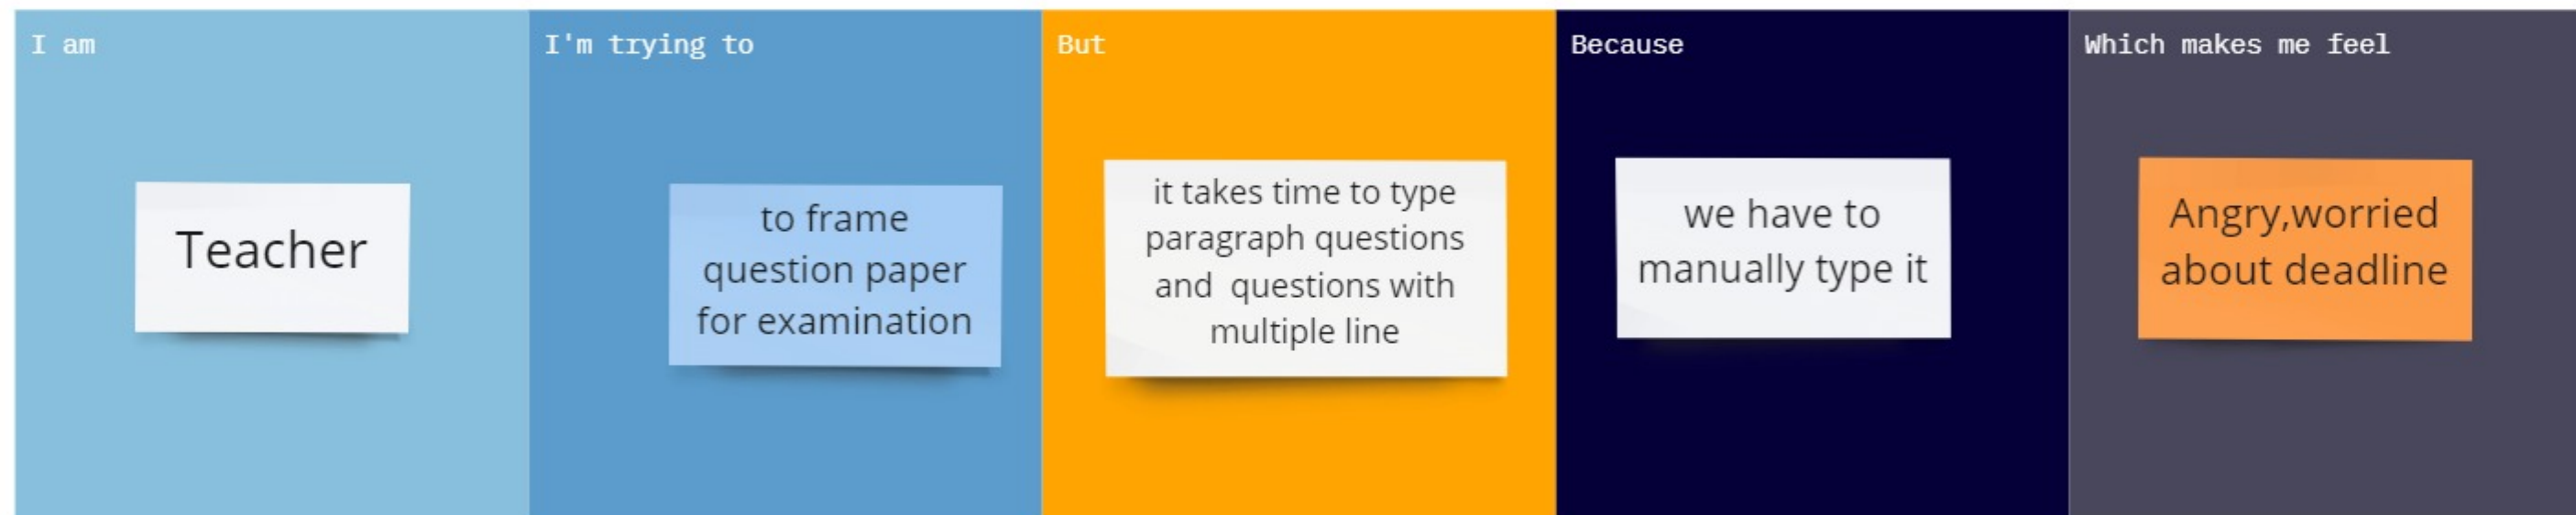 I am
Teacher
I'm trying to
to frame
question paper
for examination
But
it takes time to type
paragraph questions
and questions with
multiple line
Because
we have to
manually type it
Which makes me feel
Angry,worried
about deadline